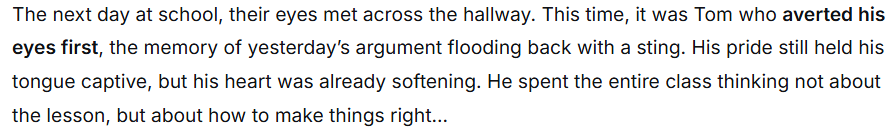 The next day at school, their eyes met across the hallway. This time, it was Tom who averted his
eyes first, the memory of yesterday’s argument flooding back with a sting. His pride still held his
tongue captive, but his heart was already softening. He spent the entire class thinking not about
the lesson, but about how to make things right...